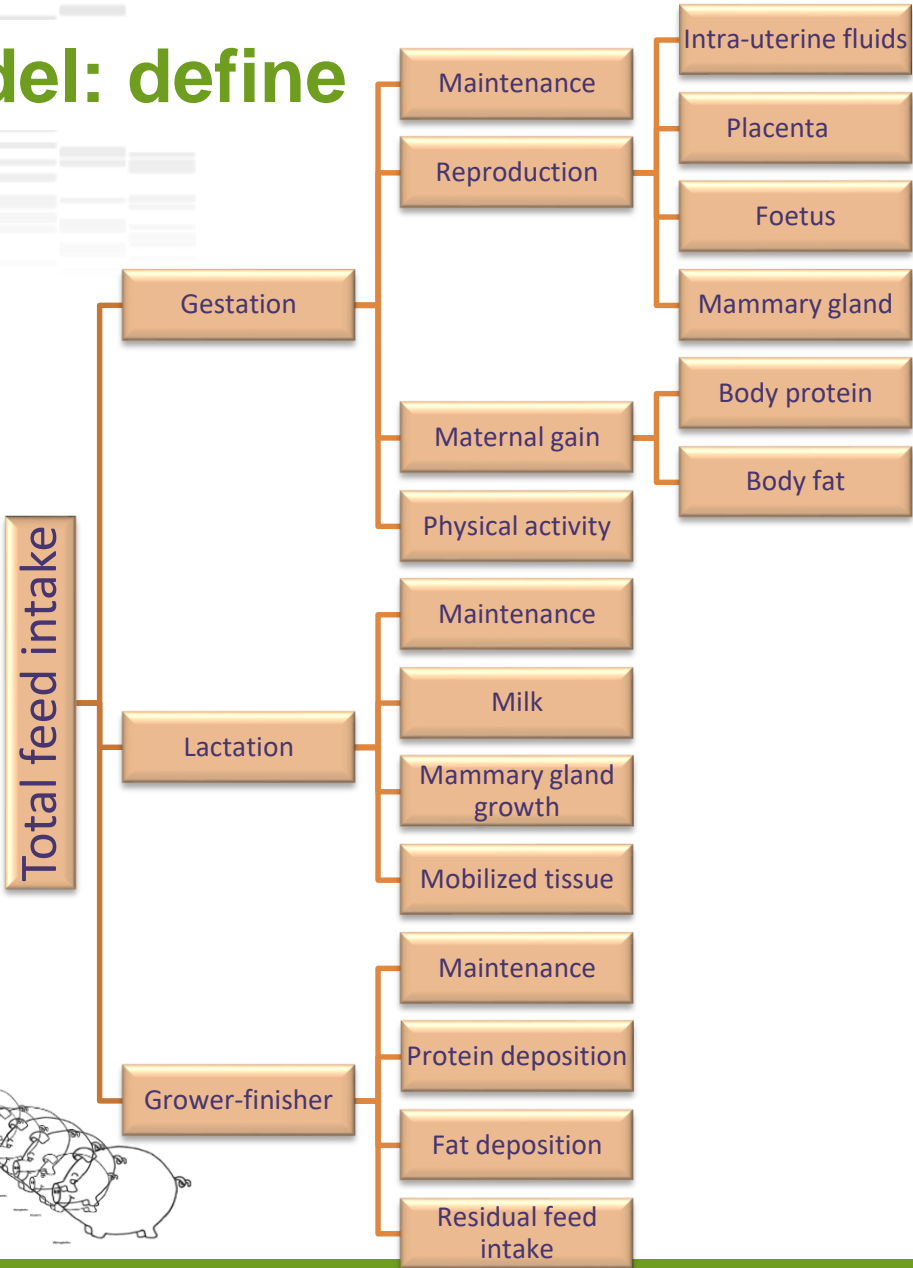 del: define
Total feed intake
Gestation
Maintenance
Reproduction
Intra-uterine fluids
Placenta
Foetus
Mammary gland
Maternal gain
Body protein
Body fat
Physical activity
Lactation
Maintenance
Milk
Mammary gland
growth
Mobilized tissue
Grower-finisher
Maintenance
Protein deposition
Fat deposition
Residual feed
intake